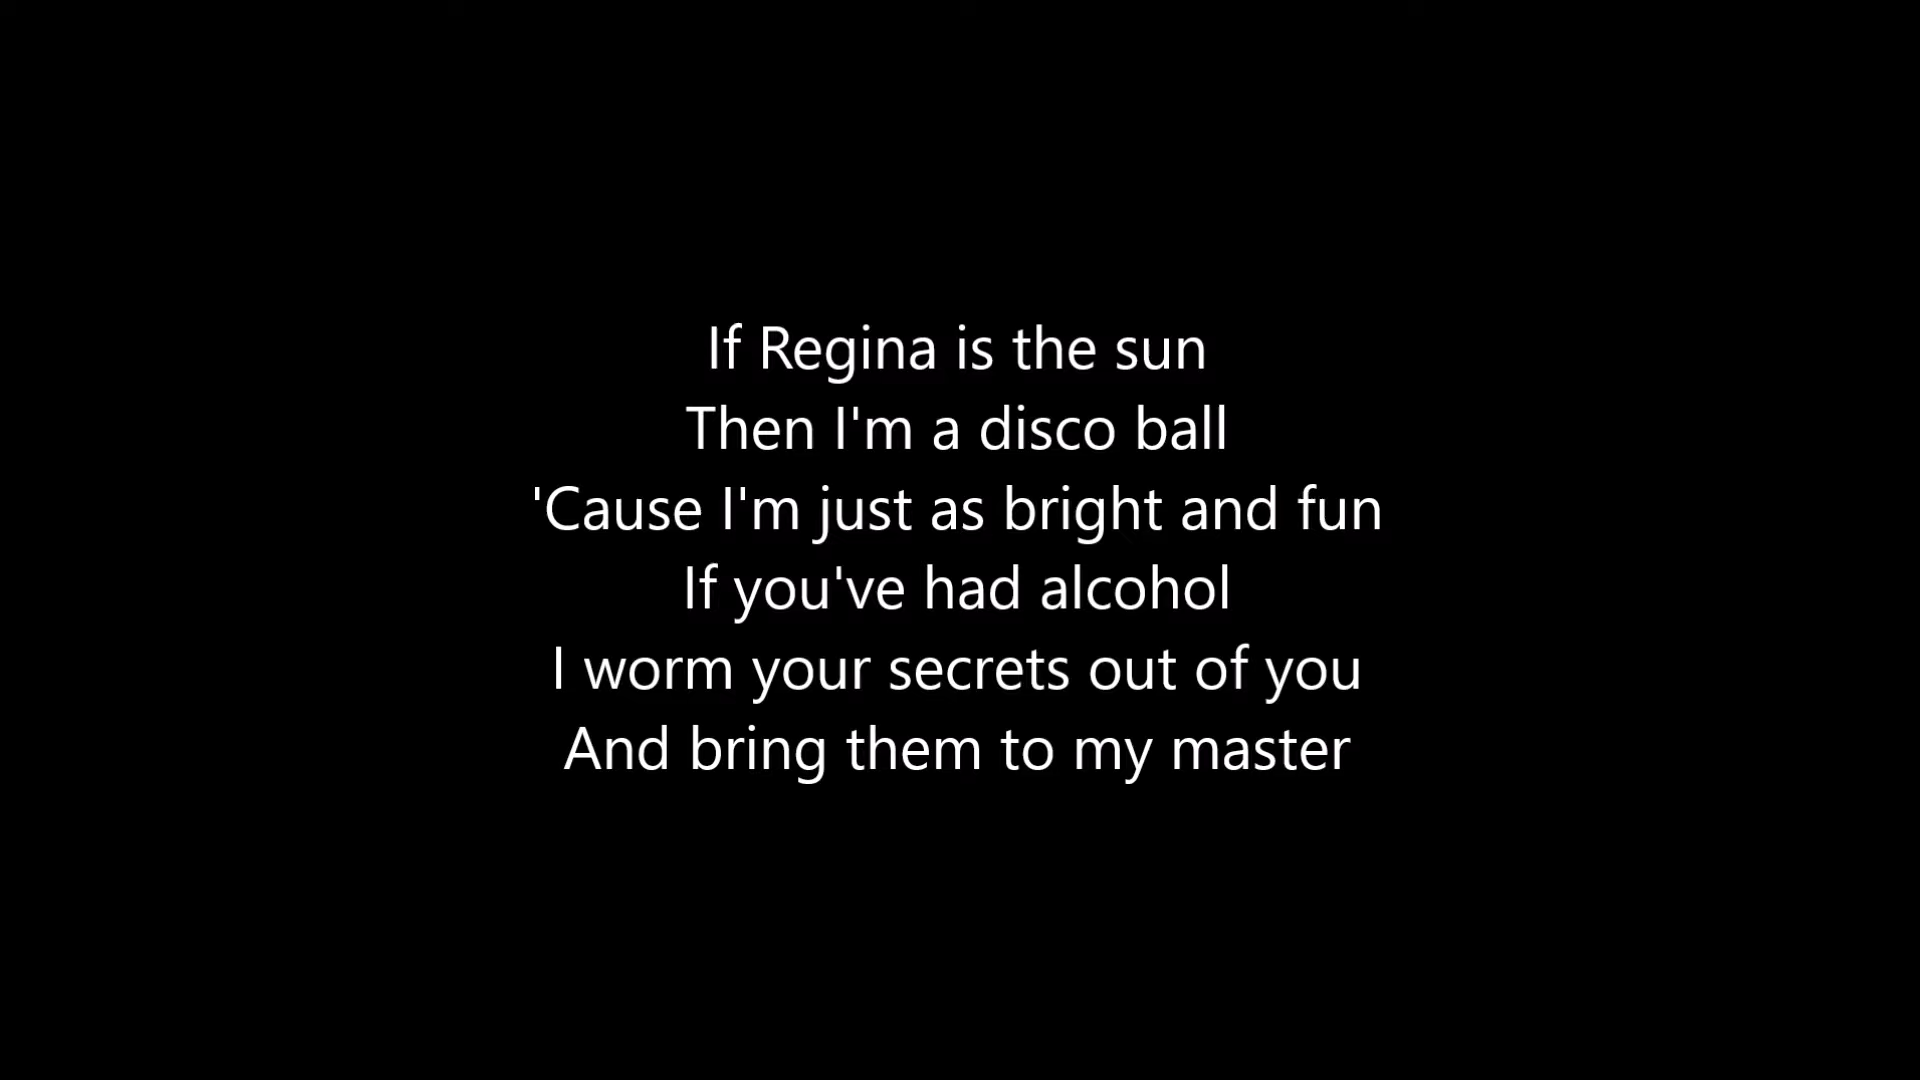 If Regina is the sun
Then I'm a disco ball
'Cause I'm just as bright and fun
If you've had alcohol
I worm your secrets out of you
And bring them to my master